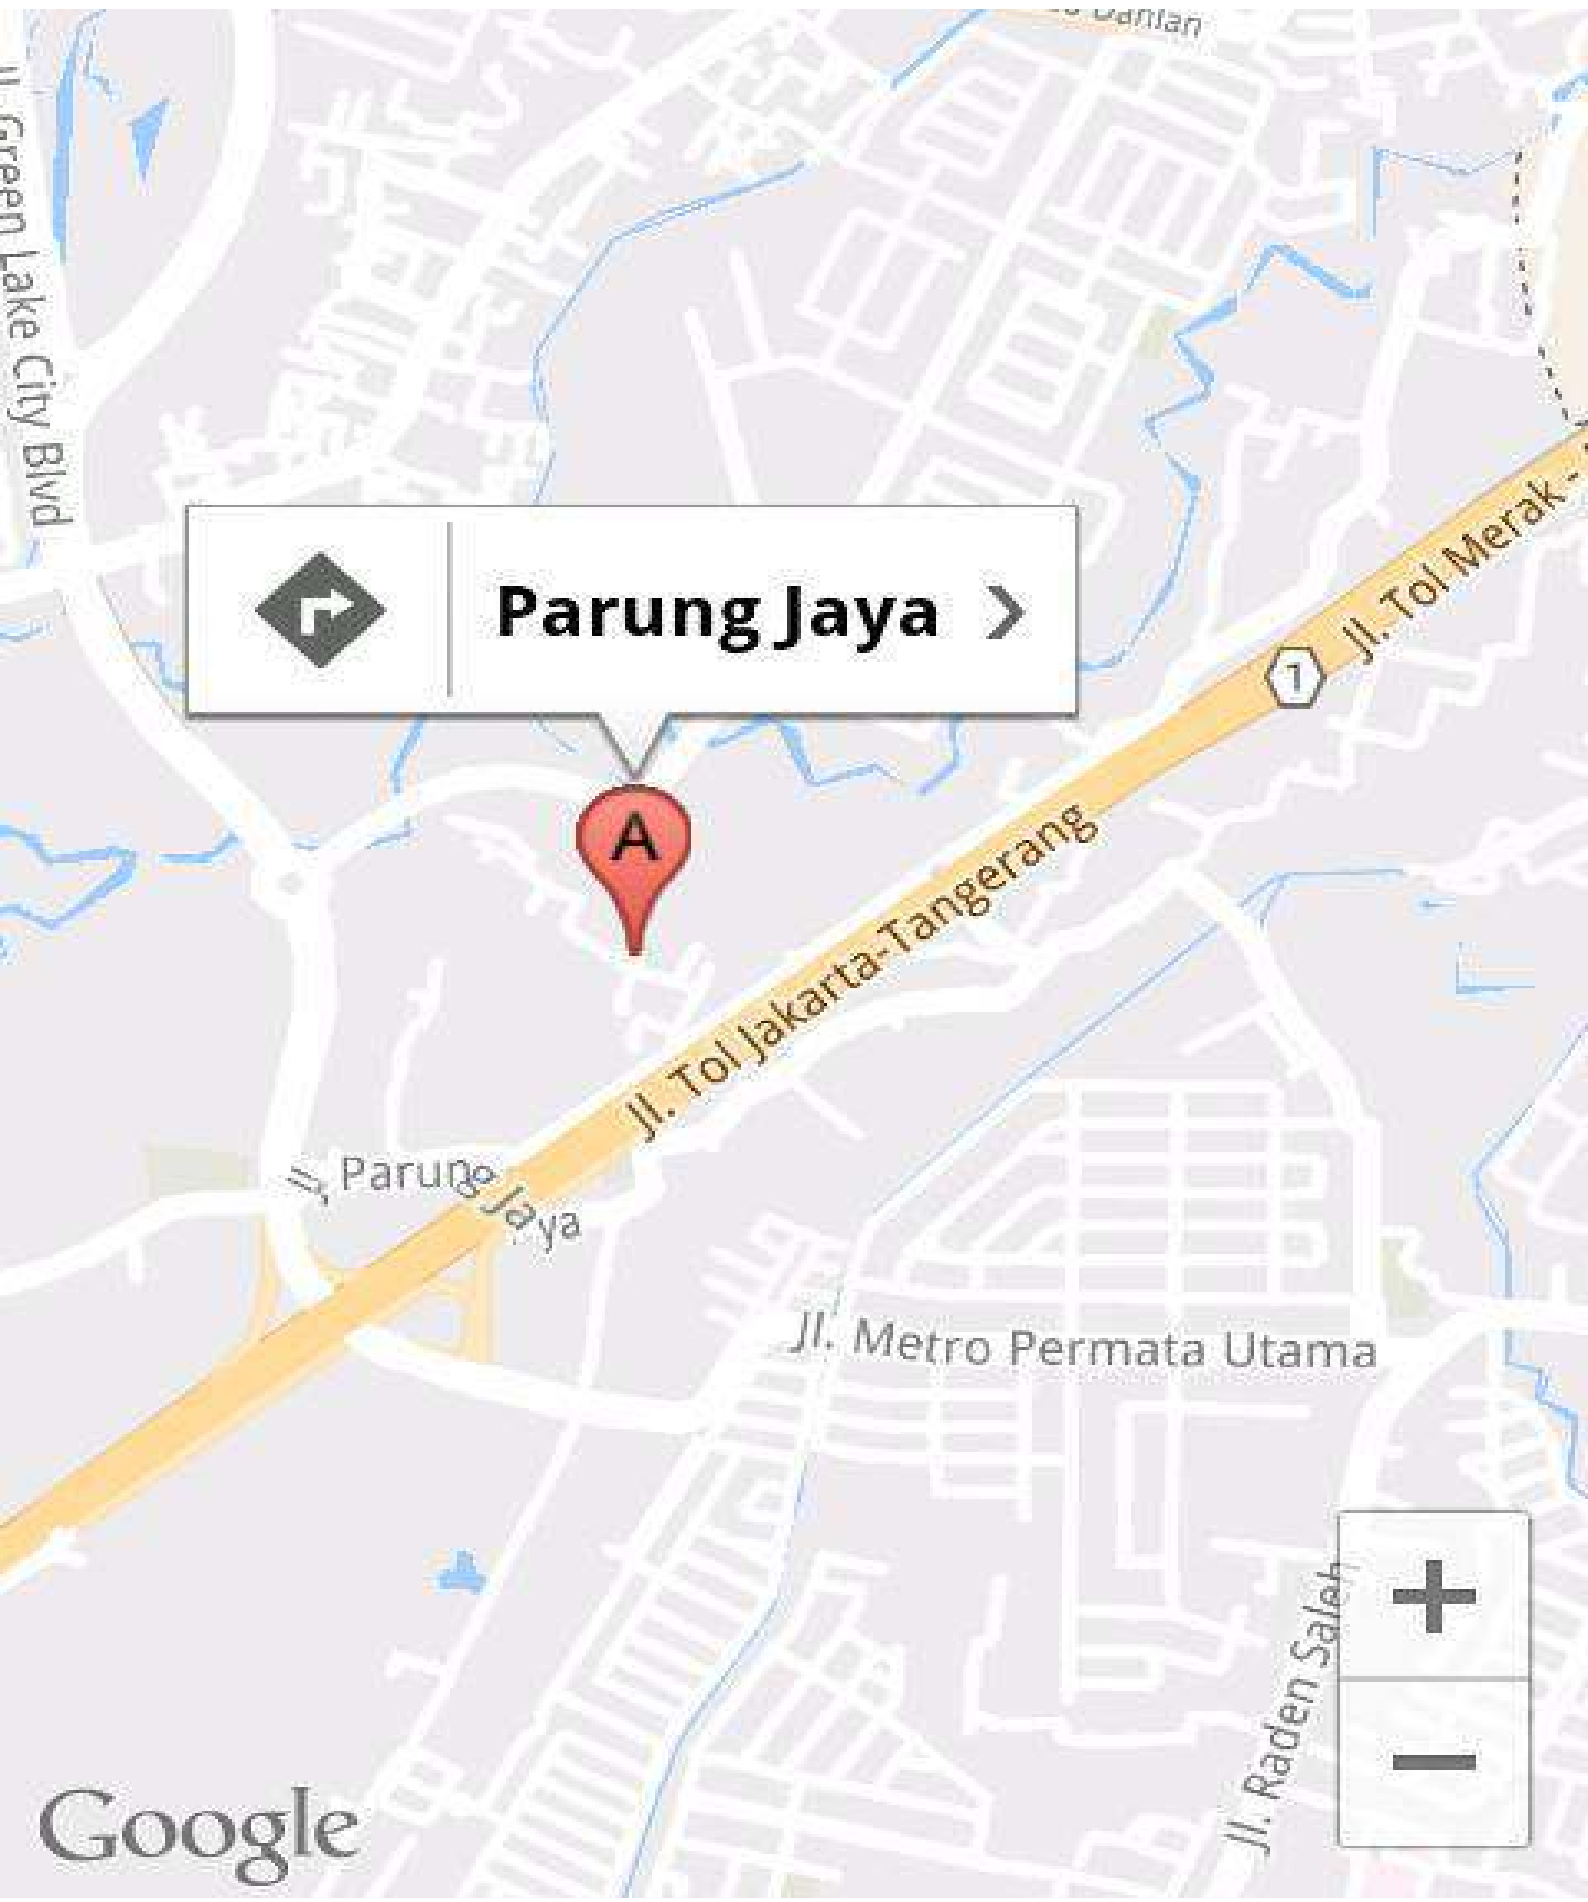 Dahlan
Jl. Green Lake City Blvd
Jl. Tol Merak -
Parung Jaya
1
A
Jl. Tol Jakarta-Tangerang
Jl. Parung Jaya
Jl. Metro Permata Utama
Jl. Raden Saleh
+
−
Google